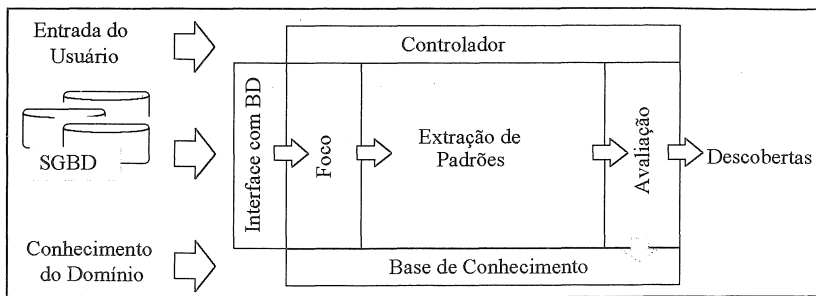 Entrada do
Usuário
Controlador
SGBD
Interface com BD
Foco
Extração de
Padrões
Avaliação
Descobertas
Conhecimento
do Domínio
Base de Conhecimento